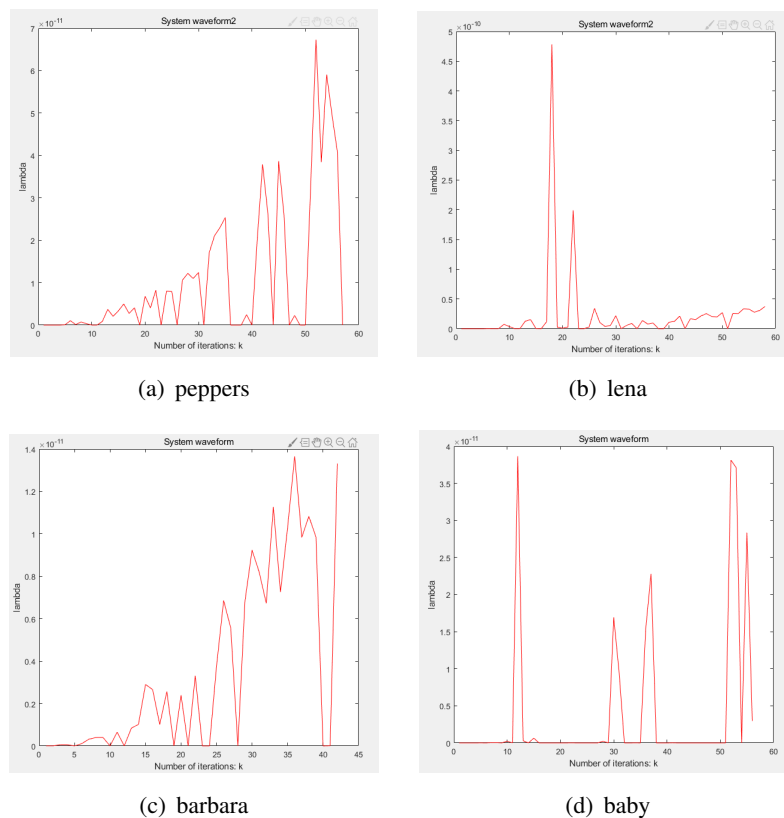 System waveform2
×10⁻¹¹
7
6
5
4
3
2
1
0
lambda
0 10 20 30 40 50 60
Number of iterations: k
(a) peppers
System waveform2
×10⁻¹⁰
5
4.5
4
3.5
3
2.5
2
1.5
1
0.5
0
lambda
0 10 20 30 40 50 60
Number of iterations: k
(b) lena
System waveform
×10⁻¹¹
1.4
1.2
1
0.8
0.6
0.4
0.2
0
lambda
0 5 10 15 20 25 30 35 40 45
Number of iterations: k
(c) barbara
System waveform
×10⁻¹¹
4
3.5
3
2.5
2
1.5
1
0.5
0
lambda
0 10 20 30 40 50 60
Number of iterations: k
(d) baby